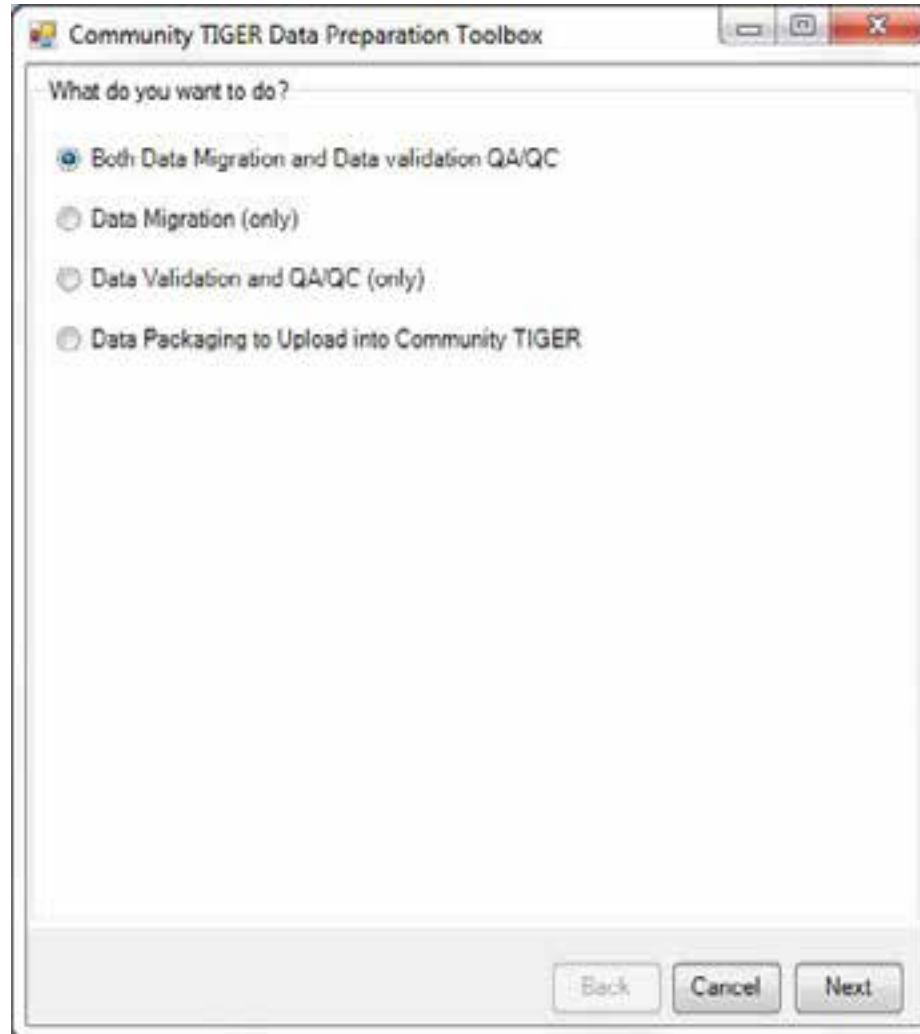 Community TIGER Data Preparation Toolbox
What do you want to do?
Both Data Migration and Data validation QA/QC
Data Migration (only)
Data Validation and QA/QC (only)
Data Packaging to Upload into Community TIGER
Back Cancel Next